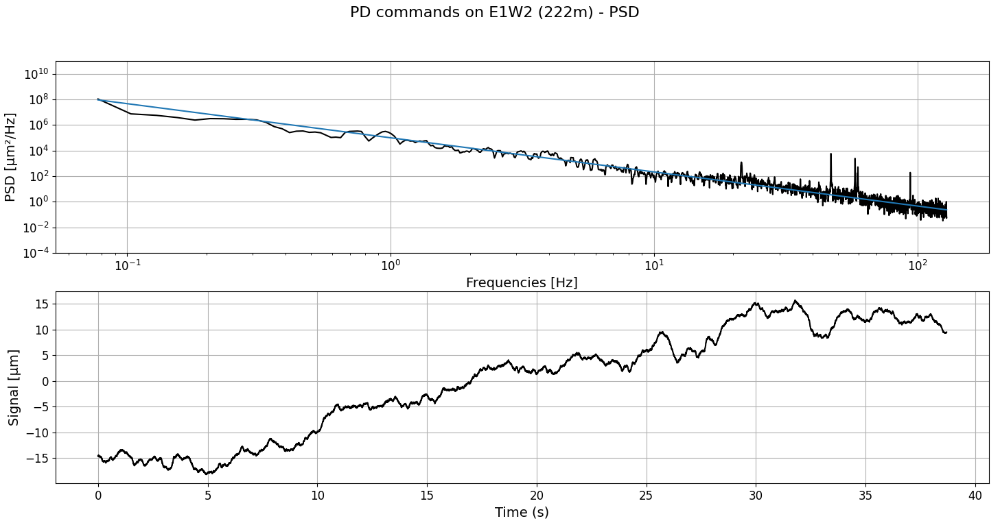 PD commands on E1W2 (222m) - PSD
PSD [µm²/Hz]
10¹⁰
10⁸
10⁶
10⁴
10²
10⁰
10⁻²
10⁻⁴
10⁻¹ 10⁰ 10¹ 10²
Frequencies [Hz]
Signal [µm]
15
10
5
0
−5
−10
−15
0 5 10 15 20 25 30 35 40
Time (s)